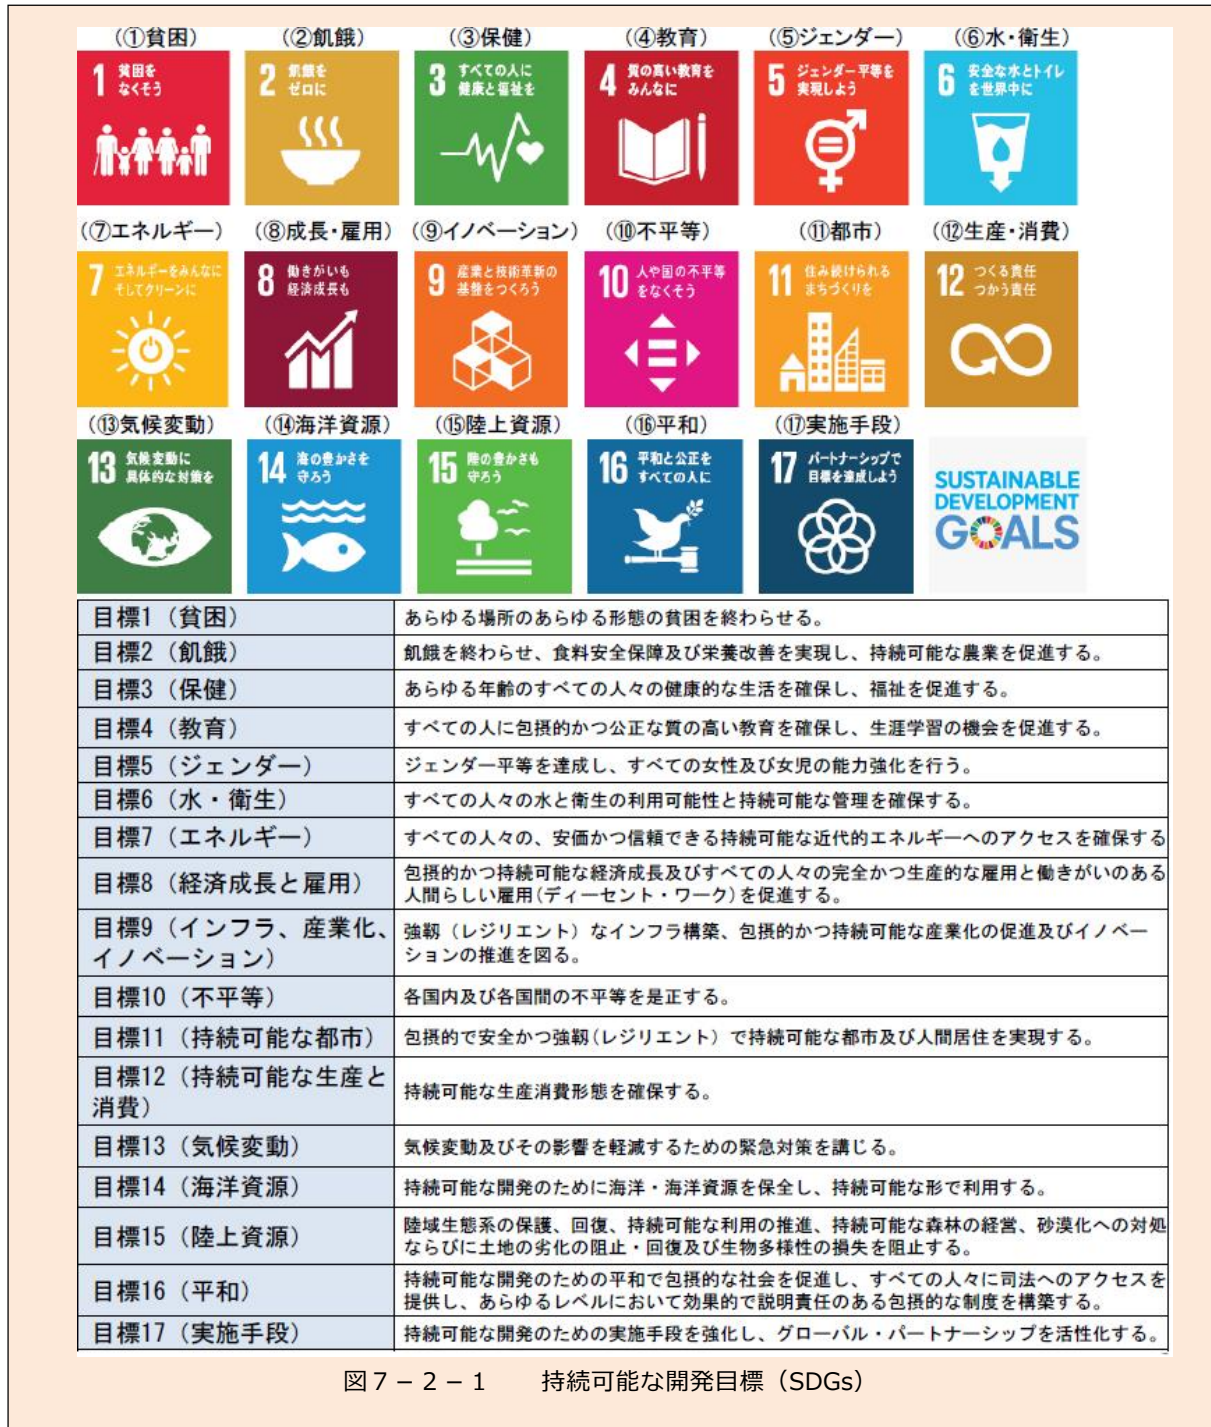 (①貧困) (②飢餓) (③保健) (④教育) (⑤ジェンダー) (⑥水・衛生)
1 貧困をなくそう
2 飢餓をゼロに
3 すべての人に健康と福祉を
4 質の高い教育をみんなに
5 ジェンダー平等を実現しよう
6 安全な水とトイレを世界中に
(⑦エネルギー) (⑧成長・雇用) (⑨イノベーション) (⑩不平等) (⑪都市) (⑫生産・消費)
7 エネルギーをみんなにそしてクリーンに
8 働きがいも経済成長も
9 産業と技術革新の基盤をつくろう
10 人や国の不平等をなくそう
11 住み続けられるまちづくりを
12 つくる責任つかう責任
(⑬気候変動) (⑭海洋資源) (⑮陸上資源) (⑯平和) (⑰実施手段)
13 気候変動に具体的な対策を
14 海の豊かさを守ろう
15 陸の豊かさも守ろう
16 平和と公正をすべての人に
17 パートナーシップで目標を達成しよう
SUSTAINABLE
DEVELOPMENT
GOALS
目標1（貧困） あらゆる場所のあらゆる形態の貧困を終わらせる。
目標2（飢餓） 飢餓を終わらせ、食料安全保障及び栄養改善を実現し、持続可能な農業を促進する。
目標3（保健） あらゆる年齢のすべての人々の健康的な生活を確保し、福祉を促進する。
目標4（教育） すべての人に包摂的かつ公正な質の高い教育を確保し、生涯学習の機会を促進する。
目標5（ジェンダー） ジェンダー平等を達成し、すべての女性及び女児の能力強化を行う。
目標6（水・衛生） すべての人々の水と衛生の利用可能性と持続可能な管理を確保する。
目標7（エネルギー） すべての人々の、安価かつ信頼できる持続可能な近代的エネルギーへのアクセスを確保する
目標8（経済成長と雇用） 包摂的かつ持続可能な経済成長及びすべての人々の完全かつ生産的な雇用と働きがいのある
人間らしい雇用(ディーセント・ワーク)を促進する。
目標9（インフラ、産業化、
イノベーション）
強靱（レジリエント）なインフラ構築、包摂的かつ持続可能な産業化の促進及びイノベー
ションの推進を図る。
目標10（不平等） 各国内及び各国間の不平等を是正する。
目標11（持続可能な都市） 包摂的で安全かつ強靱(レジリエント）で持続可能な都市及び人間居住を実現する。
目標12（持続可能な生産と
消費）
持続可能な生産消費形態を確保する。
目標13（気候変動） 気候変動及びその影響を軽減するための緊急対策を講じる。
目標14（海洋資源） 持続可能な開発のために海洋・海洋資源を保全し、持続可能な形で利用する。
目標15（陸上資源） 陸域生態系の保護、回復、持続可能な利用の推進、持続可能な森林の経営、砂漠化への対処
ならびに土地の劣化の阻止・回復及び生物多様性の損失を阻止する。
目標16（平和） 持続可能な開発のための平和で包摂的な社会を促進し、すべての人々に司法へのアクセスを
提供し、あらゆるレベルにおいて効果的で説明責任のある包摂的な制度を構築する。
目標17（実施手段） 持続可能な開発のための実施手段を強化し、グローバル・パートナーシップを活性化する。
図７－２－１　持続可能な開発目標（SDGs）